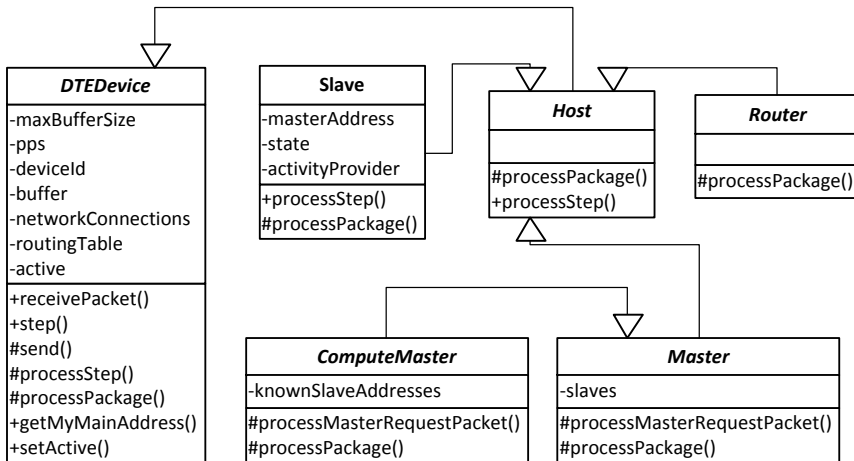 DTEDevice
-maxBufferSize
-pps
-deviceId
-buffer
-networkConnections
-routingTable
-active
+receivePacket()
+step()
#send()
#processStep()
#processPackage()
+getMyMainAddress()
+setActive()
Slave
-masterAddress
-state
-activityProvider
+processStep()
#processPackage()
Host
#processPackage()
+processStep()
Router
#processPackage()
ComputeMaster
-knownSlaveAddresses
#processMasterRequestPacket()
#processPackage()
Master
-slaves
#processMasterRequestPacket()
#processPackage()